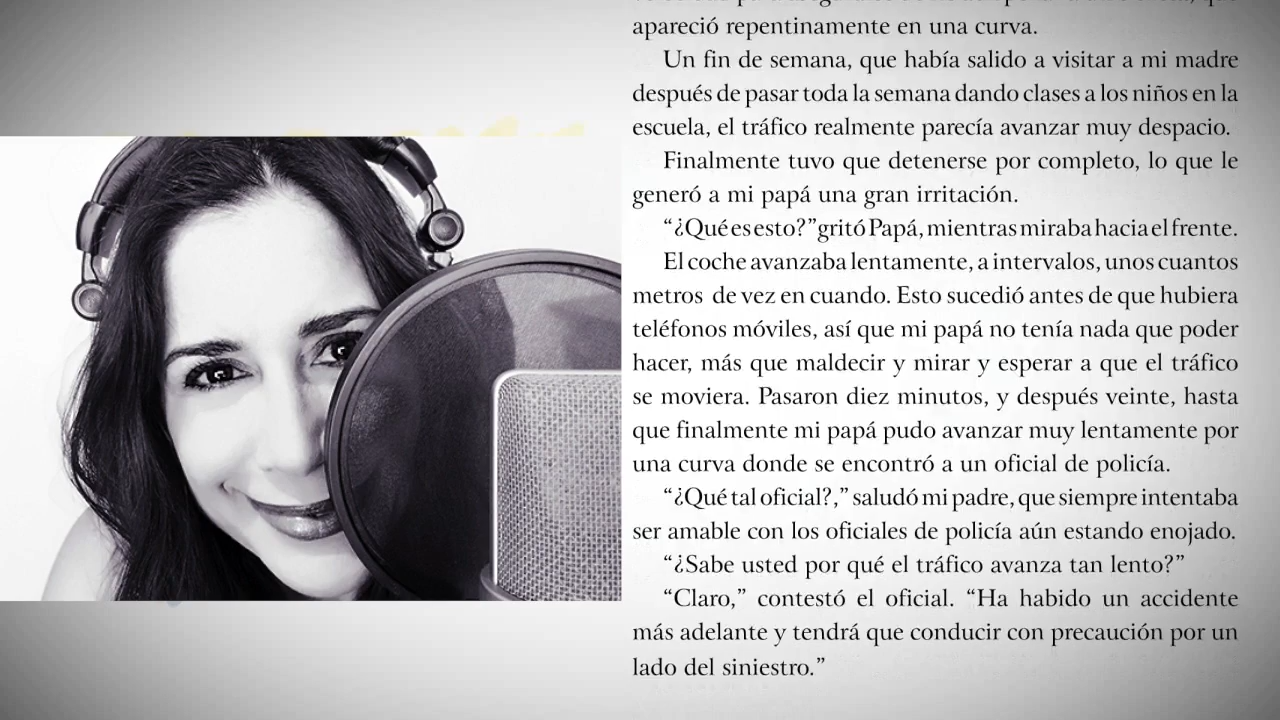 apareció repentinamente en una curva.
Un fin de semana, que había salido a visitar a mi madre
después de pasar toda la semana dando clases a los niños en la
escuela, el tráfico realmente parecía avanzar muy despacio.
Finalmente tuvo que detenerse por completo, lo que le
generó a mi papá una gran irritación.
“¿Qué es esto?” gritó Papá, mientras miraba hacia el frente.
El coche avanzaba lentamente, a intervalos, unos cuantos
metros de vez en cuando. Esto sucedió antes de que hubiera
teléfonos móviles, así que mi papá no tenía nada que poder
hacer, más que maldecir y mirar y esperar a que el tráfico
se moviera. Pasaron diez minutos, y después veinte, hasta
que finalmente mi papá pudo avanzar muy lentamente por
una curva donde se encontró a un oficial de policía.
“¿Qué tal oficial?,” saludó mi padre, que siempre intentaba
ser amable con los oficiales de policía aún estando enojado.
“¿Sabe usted por qué el tráfico avanza tan lento?”
“Claro,” contestó el oficial. “Ha habido un accidente
más adelante y tendrá que conducir con precaución por un
lado del siniestro.”